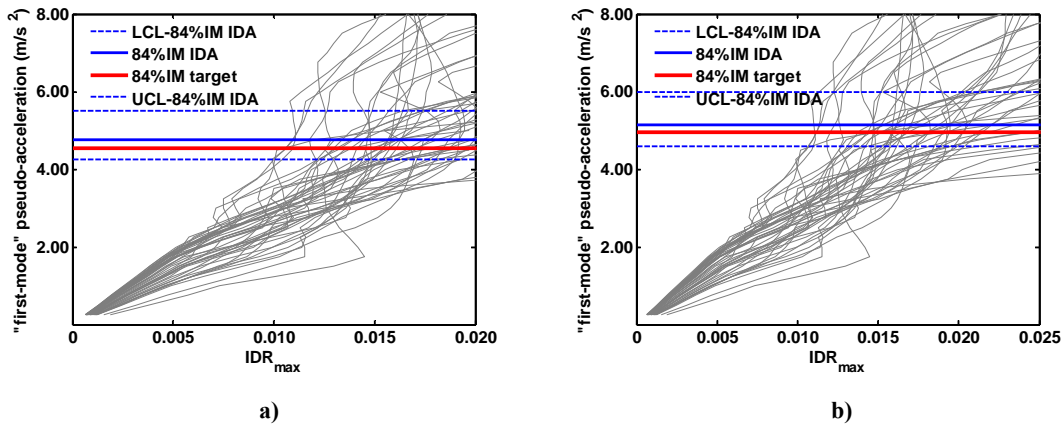 LCL-84%IM IDA
84%IM IDA
84%IM target
UCL-84%IM IDA
8.00
6.00
4.00
2.00
"first-mode" pseudo-acceleration (m/s 2)
0 0.005 0.010 0.015 0.020
IDRmax
a)
LCL-84%IM IDA
84%IM IDA
84%IM target
UCL-84%IM IDA
8.00
6.00
4.00
2.00
"first-mode" pseudo-acceleration (m/s 2)
0 0.005 0.010 0.015 0.020 0.025
IDRmax
b)